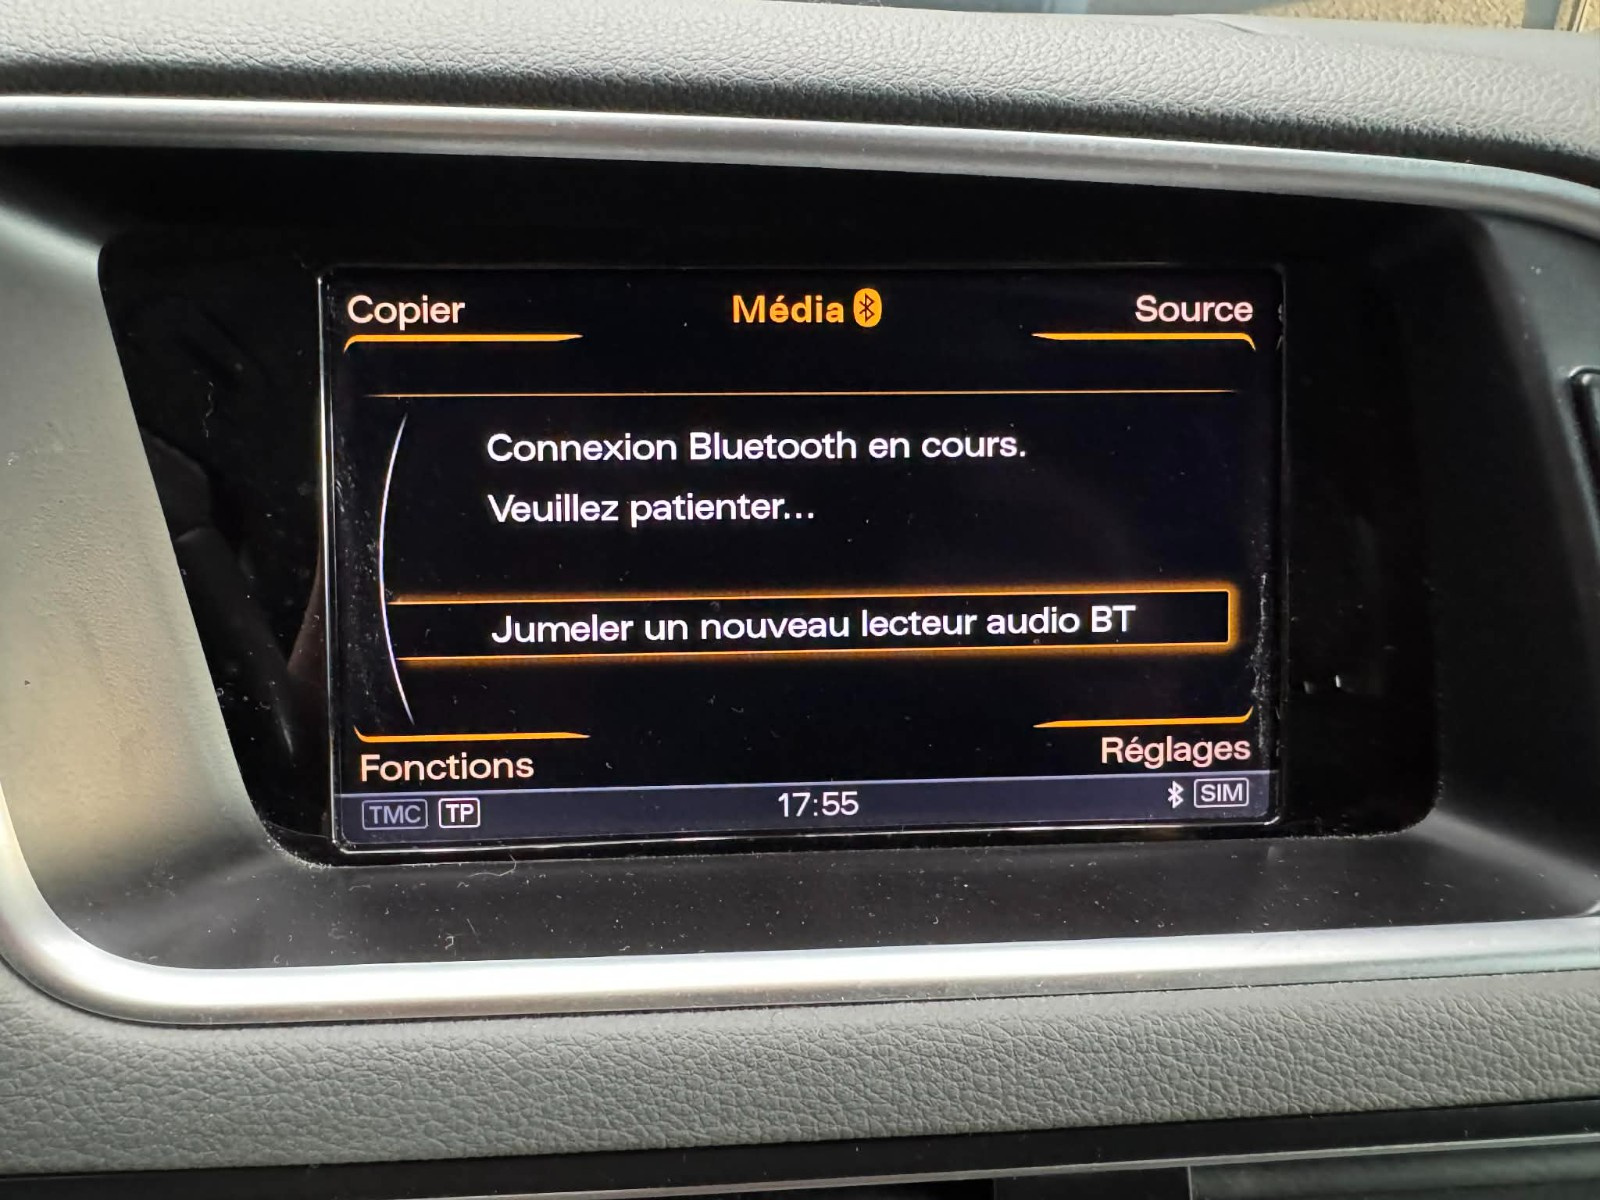 Copier
Média
Source
Connexion Bluetooth en cours.
Veuillez patienter...
Jumeler un nouveau lecteur audio BT
Fonctions
Réglages
TMC TP
17:55
SIM